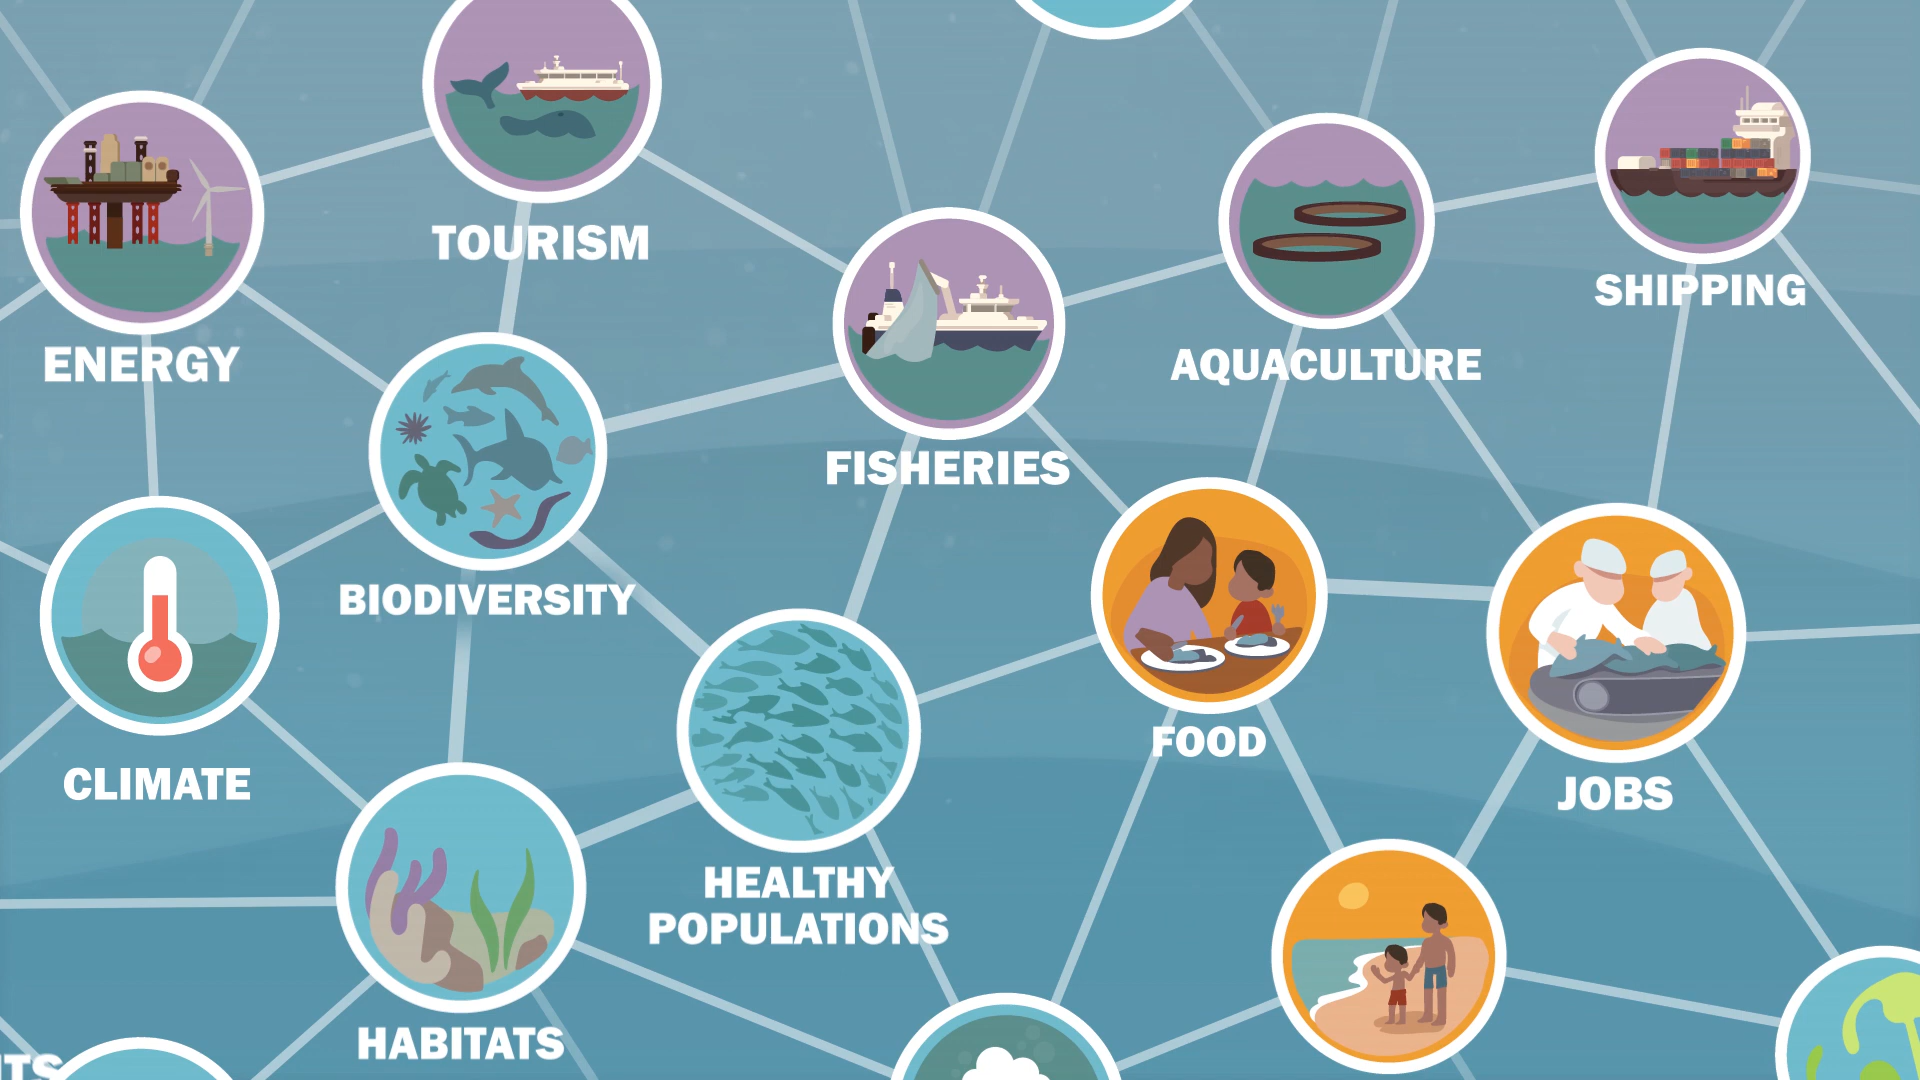 TOURISM
SHIPPING
ENERGY
AQUACULTURE
FISHERIES
BIODIVERSITY
FOOD
CLIMATE
JOBS
HEALTHY
POPULATIONS
HABITATS